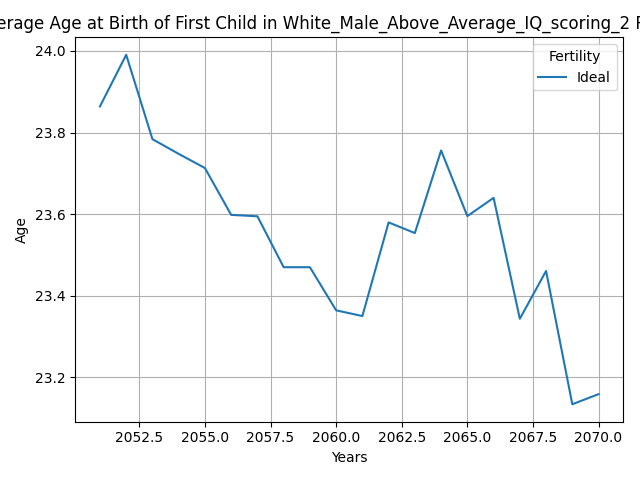 erage Age at Birth of First Child in White_Male_Above_Average_IQ_scoring_2
Fertility
Ideal
24.0
23.8
23.6
23.4
23.2
Age
2052.5 2055.0 2057.5 2060.0 2062.5 2065.0 2067.5 2070.0
Years